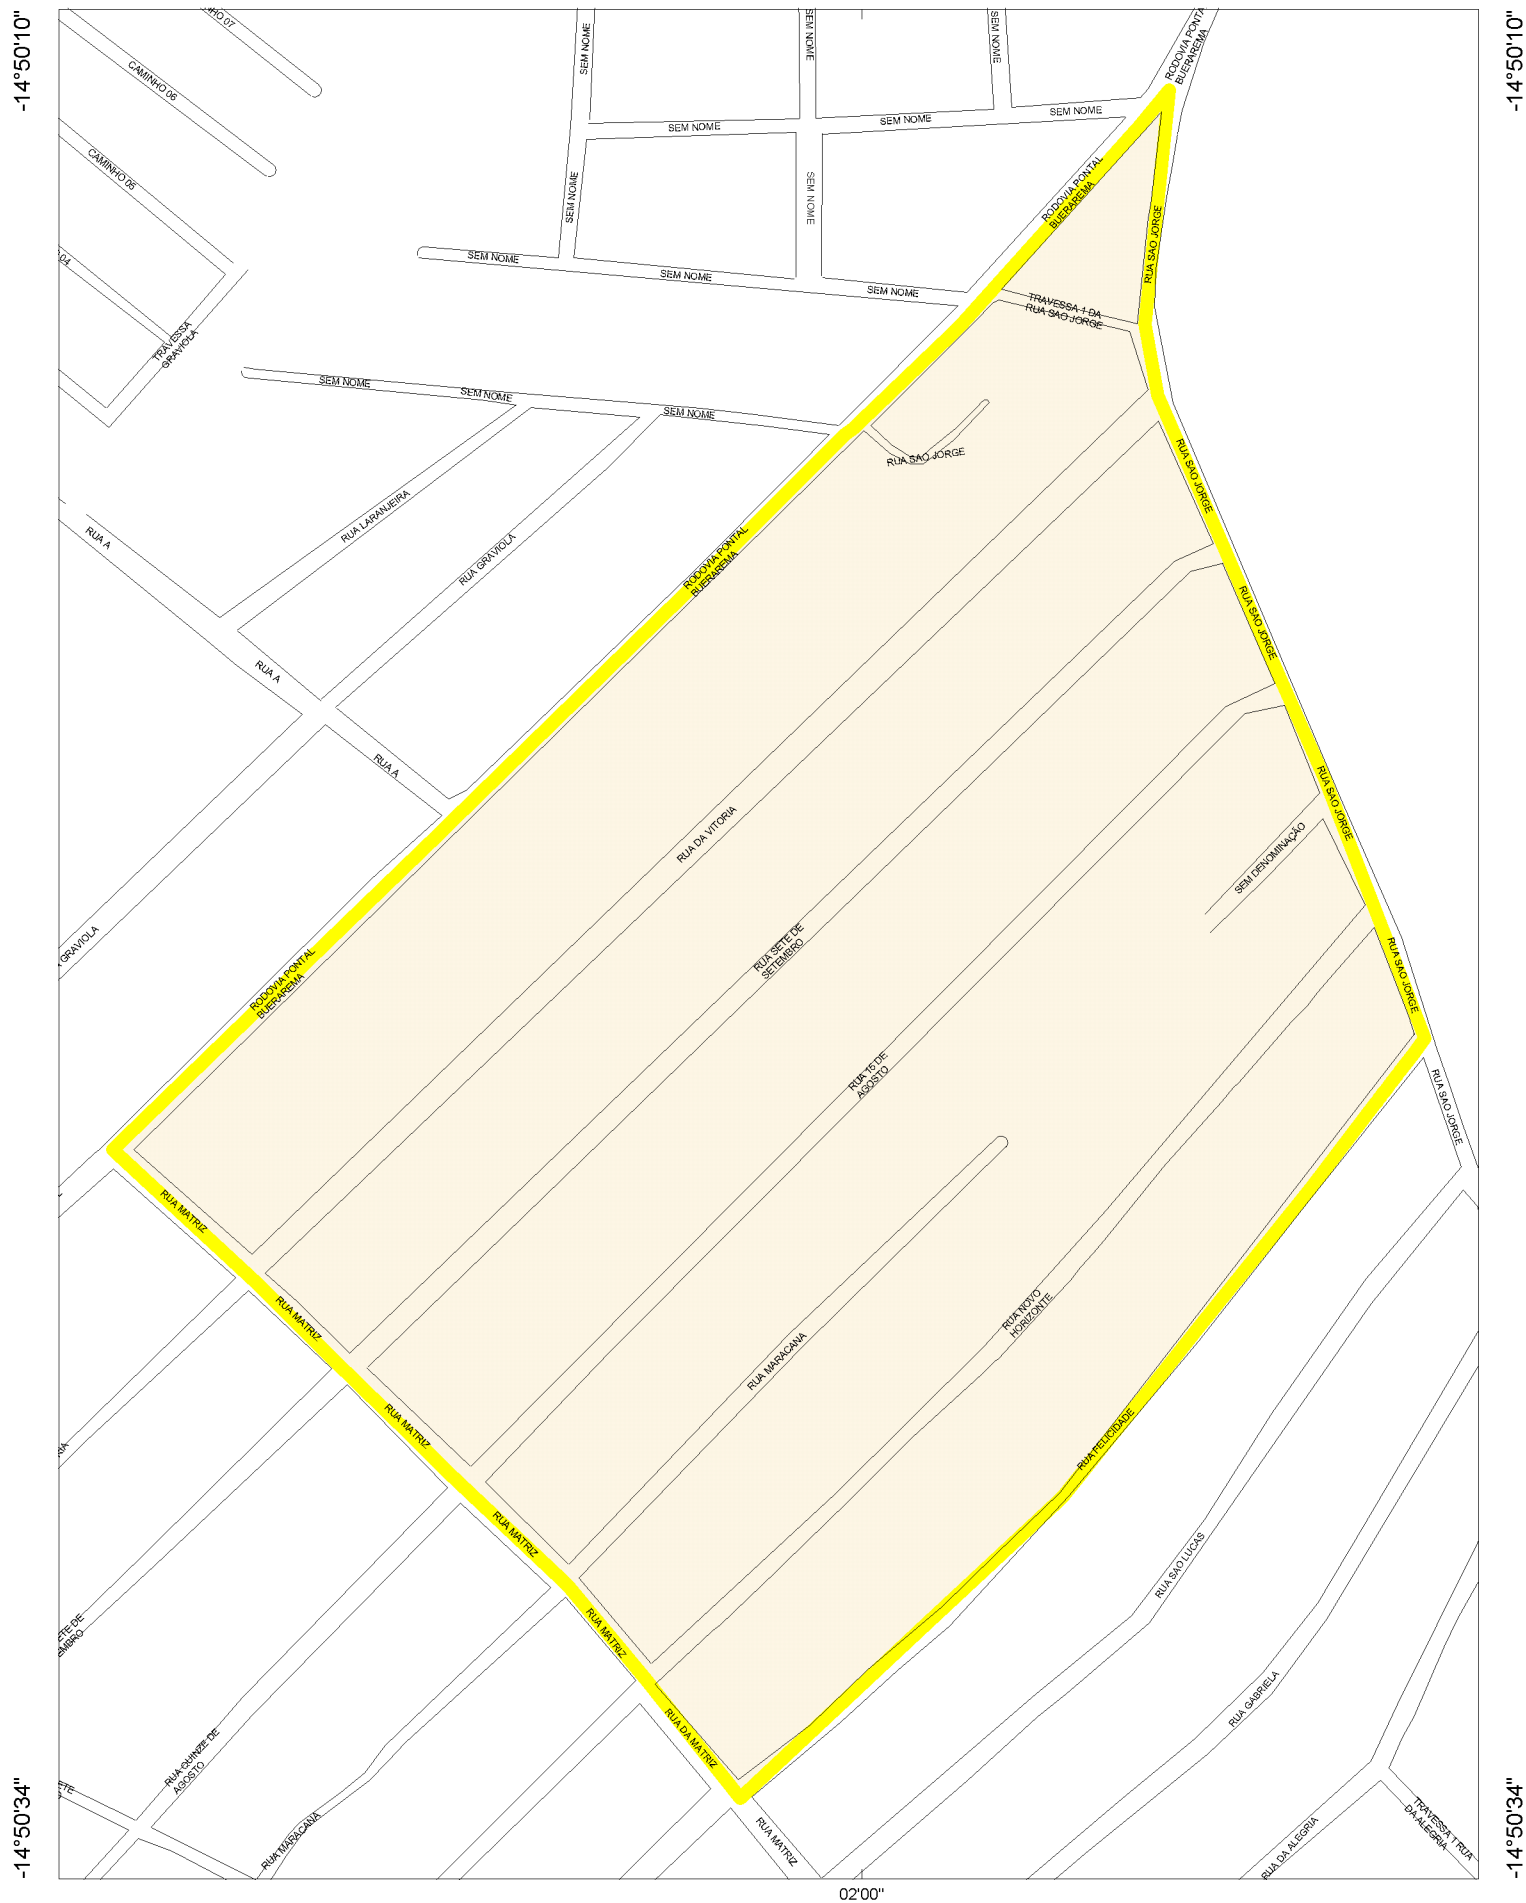 -14°50'10"
-14°50'10"
CAMINHO 06
SEM NOME
SEM NOME
SEM NOME
RODOVIA PONTA
BUERAREMA
SEM NOME
SEM NOME
SEM NOME
CAMINHO 05
SEM NOME
SEM NOME
RODOVIA PONTAL
BUERAREMA
RUA SAO JORGE
04
SEM NOME
SEM NOME
SEM NOME
TRAVESSA 1 DA
RUA SAO JORGE
TRAVESSA
GRAVIOLA
SEM NOME
SEM NOME
SEM NOME
RUA SAO JORGE
RUA SAO JORGE
RUA A
RUA LARANJEIRA
RUA GRAVIOLA
RODOVIA PONTAL
BUERAREMA
RUA SAO JORGE
RUA A
RUA A
RUA SAO JORGE
RUA DA VITORIA
SEM DENOMINAÇÃO
GRAVIOLA
RUA SETE DE
SETEMBRO
RODOVIA PONTAL
BUERAREMA
RUA SAO JORGE
RUA 15 DE
AGOSTO
RUA SAO JORGE
RUA MATRIZ
RUA MATRIZ
RUA NOVO
HORIZONTE
RUA MARACANA
RUA MATRIZ
RUA FELICIDADE
RIA
RUA MATRIZ
RUA SAO LUCAS
ETE DE
EMBRO
RUA MATRIZ
RUA GABRIELA
RUA DA MATRIZ
RUA QUINZE DE
AGOSTO
ETE
RUA MARACANA
RUA MATRIZ
RUA DA ALEGRIA
TRAVESSA 1 RUA
DA ALEGRIA
-14°50'34"
-14°50'34"
02'00"